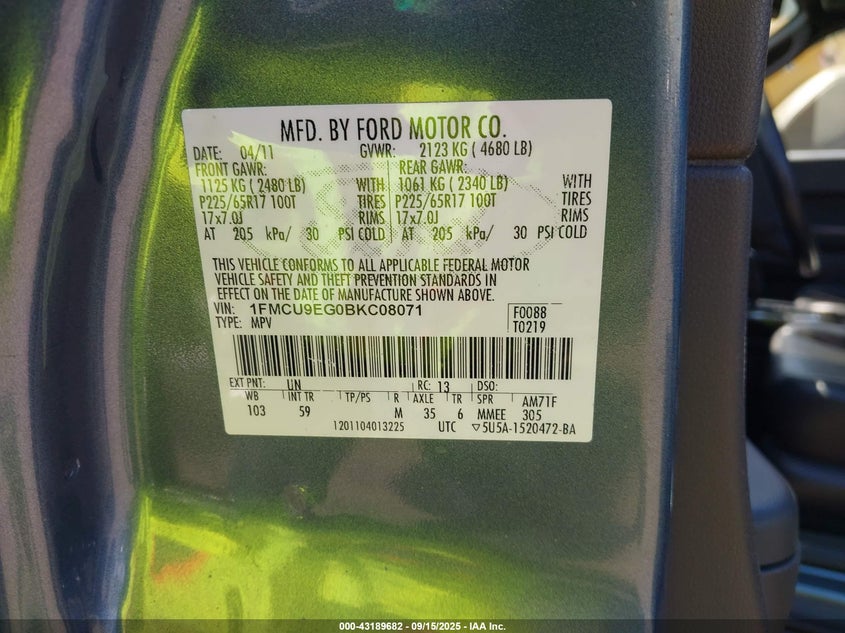 MFD. BY FORD MOTOR CO.
DATE: 04/11 GVWR: 2123 KG ( 4680 LB)
FRONT GAWR: REAR GAWR:
1125 KG ( 2480 LB) WITH 1061 KG ( 2340 LB) WITH
P225/65R17 100T TIRES P225/65R17 100T TIRES
17x7.0J RIMS 17x7.0J RIMS
AT 205 kPa/ 30 PSI COLD AT 205 kPa/ 30 PSI COLD
THIS VEHICLE CONFORMS TO ALL APPLICABLE FEDERAL MOTOR
VEHICLE SAFETY AND THEFT PREVENTION STANDARDS IN
EFFECT ON THE DATE OF MANUFACTURE SHOWN ABOVE.
VIN: 1FMCU9EG0BKC08071 F0088
TYPE: MPV T0219
EXT PNT: UN RC: 13 DSO:
WB INT TR TP/PS R AXLE TR SPR AM71F
103 59 M 35 6 MMEE 305
1201104013225 UTC ▽5U5A-1520472-BA
000-43189682 - 09/15/2025 - IAA Inc.